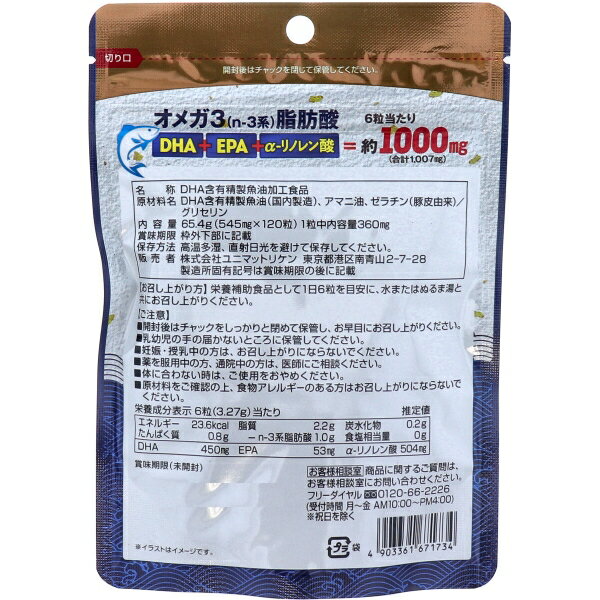 切り口
開封後はチャックを閉じて保管してください。
オメガ3(n-3系)脂肪酸
DHA+EPA+α-リノレン酸
6粒当たり
=約1000mg
(合計1,007mg)
名　称 DHA含有精製魚油加工食品
原材料名 DHA含有精製魚油(国内製造)、アマニ油、ゼラチン(豚皮由来)/
グリセリン
内 容 量 65.4g(545mg×120粒)1粒中内容量360mg
賞味期限 枠外下部に記載
保存方法 高温多湿、直射日光を避けて保存してください。
販 売 者 株式会社ユニマットリケン 東京都港区南青山2-7-28
製造所固有記号は賞味期限の後に記載
【お召し上がり方】栄養補助食品として1日6粒を目安に、水またはぬるま湯と
共にお召し上がりください。
【ご注意】
■開封後はチャックをしっかりと閉めて保管し、お早目にお召し上がりください。
■乳幼児の手の届かないところに保管してください。
■妊娠・授乳中の方は、お召し上がりにならないでください。
■薬を服用中の方、通院中の方は、医師にご相談ください。
■体に合わない時は、ご使用をおやめください。
■原材料をご確認の上、食物アレルギーのある方はお召し上がりにならないで
ください。
栄養成分表示 6粒(3.27g)当たり 推定値
エネルギー 23.6kcal 脂質 2.2g 炭水化物 0.2g
たんぱく質 0.8g －n-3系脂肪酸 1.0g 食塩相当量 0g
DHA 450mg EPA 53mg α-リノレン酸 504mg
賞味期限(未開封)
お客様相談室 商品に関するご質問は、
お客様相談室にお問い合わせください。
フリーダイヤル 0120-66-2226
(受付時間 月～金 AM10:00～PM4:00)
※祝日を除く
プラ 袋
4 903361 671734
※イラストはイメージです。